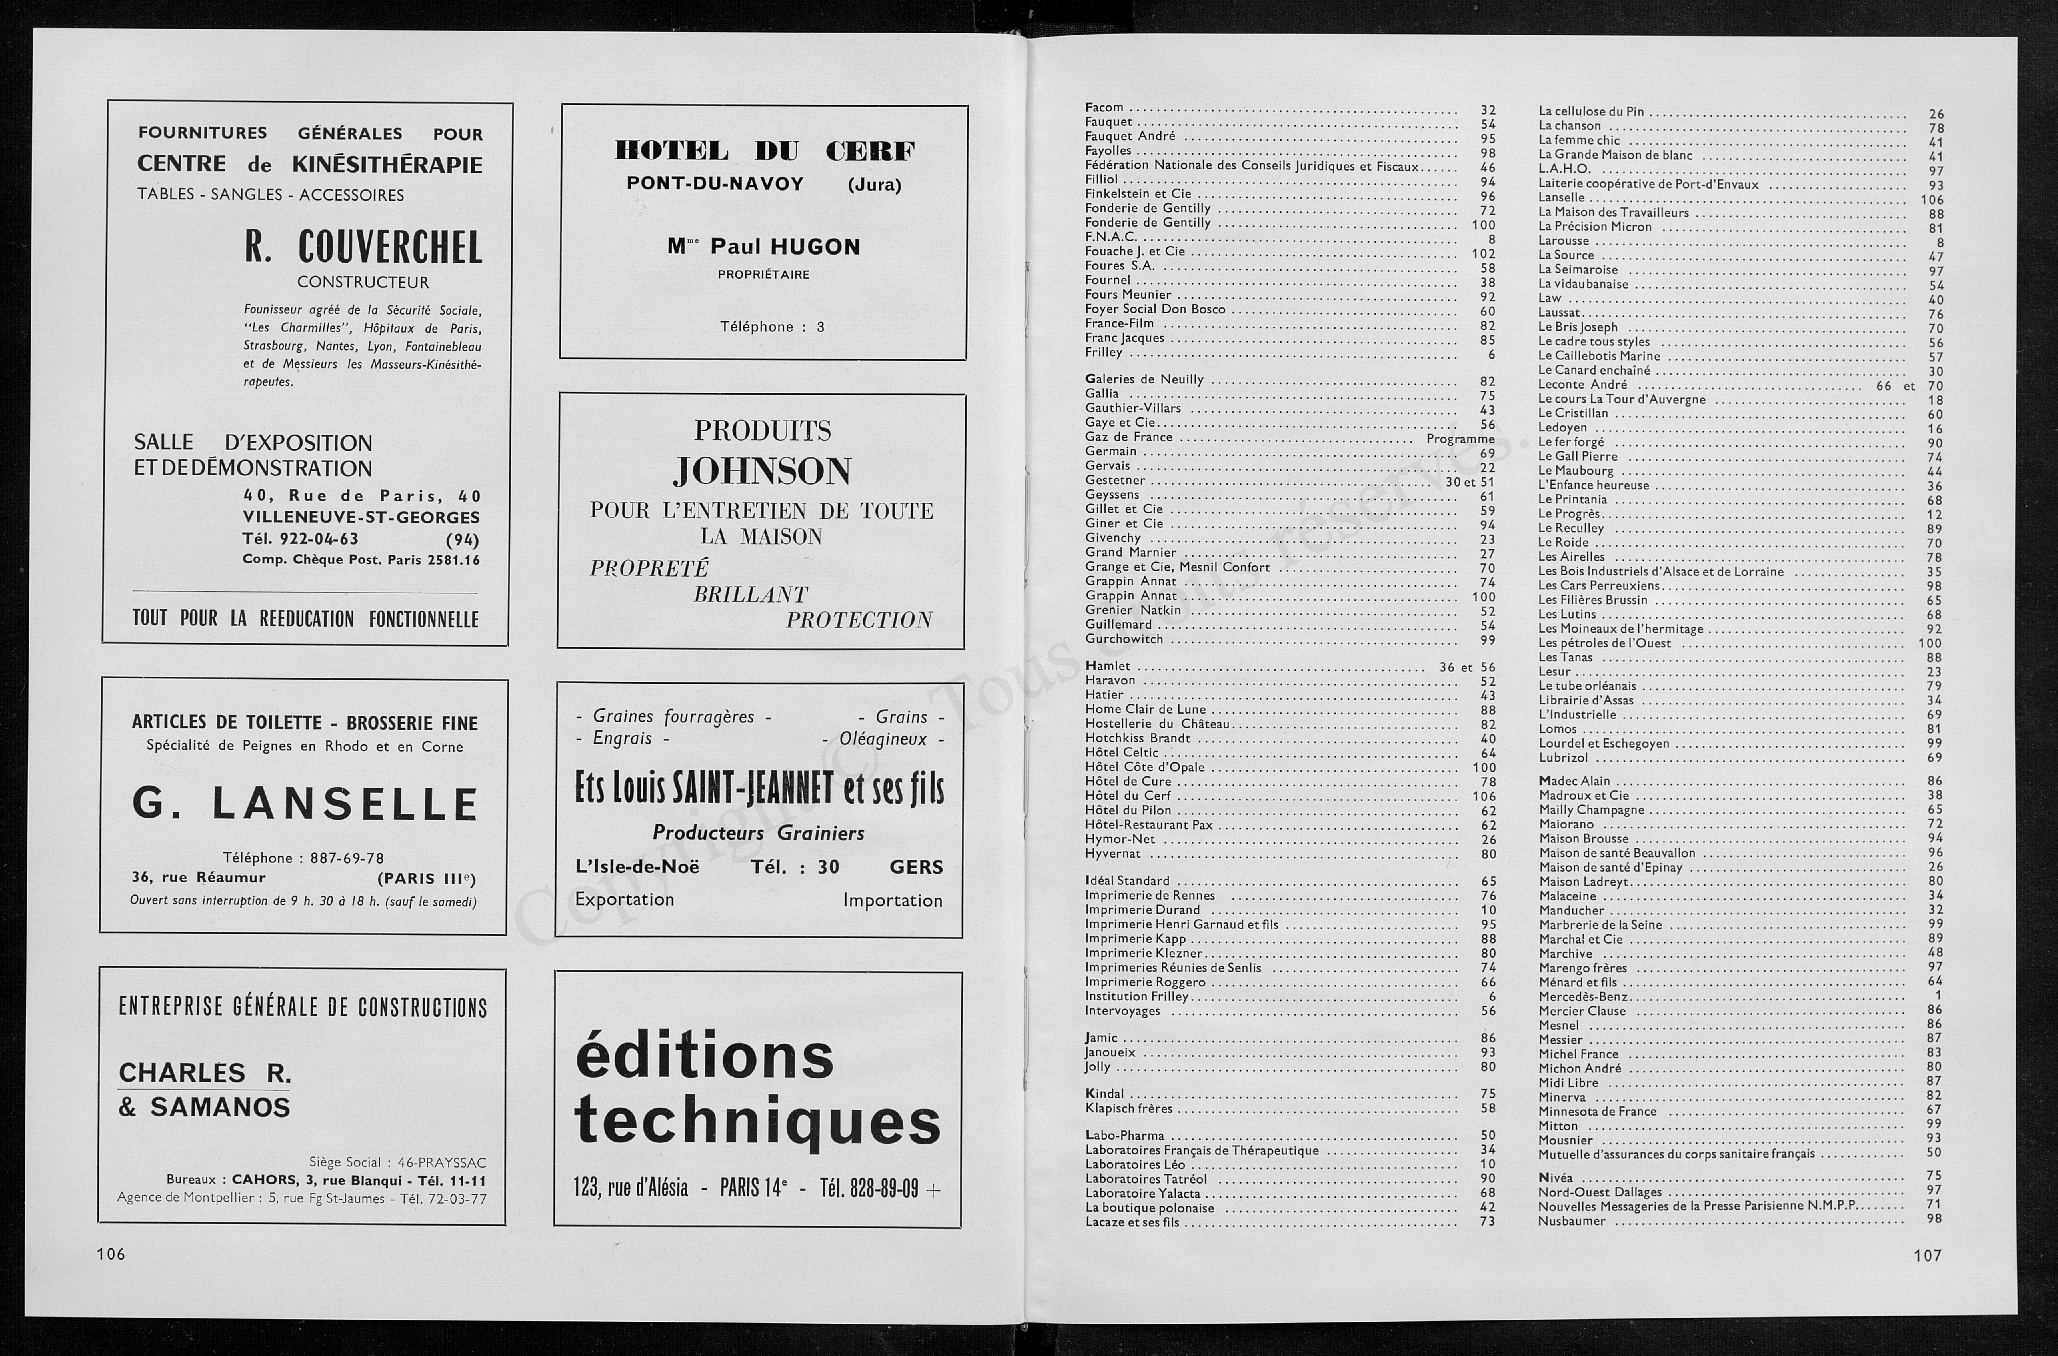 FOURNITURES GÉNÉRALES POUR
CENTRE de KINÉSITHÉRAPIE
TABLES - SANGLES - ACCESSOIRES
R. COUVERCHEL
CONSTRUCTEUR
Founisseur agréé de la Sécurité Sociale,
"Les Charmilles", Hôpitaux de Paris,
Strasbourg, Nantes, Lyon, Fontainebleau
et de Messieurs les Masseurs-Kinésithé-
rapeutes.
SALLE D'EXPOSITION
ET DE DÉMONSTRATION
40, Rue de Paris, 40
VILLENEUVE-ST-GEORGES
Tél. 922-04-63 (94)
Comp. Chèque Post. Paris 2581.16
TOUT POUR LA REEDUCATION FONCTIONNELLE
ARTICLES DE TOILETTE - BROSSERIE FINE
Spécialité de Peignes en Rhodo et en Corne
G. LANSELLE
Téléphone : 887-69-78
36, rue Réaumur (PARIS IIIe)
Ouvert sans interruption de 9 h. 30 à 18 h. (sauf le samedi)
ENTREPRISE GÉNÉRALE DE CONSTRUCTIONS
CHARLES R.
& SAMANOS
Siège Social : 46-PRAYSSAC
Bureaux : CAHORS, 3, rue Blanqui - Tél. 11-11
Agence de Montpellier : 5, rue Fg St-Jaumes - Tél. 72-03-77
106
HOTEL DU CERF
PONT-DU-NAVOY (Jura)
Mme Paul HUGON
PROPRIÉTAIRE
Téléphone : 3
PRODUITS
JOHNSON
POUR L'ENTRETIEN DE TOUTE
LA MAISON
PROPRETÉ
BRILLANT
PROTECTION
- Graines fourragères - - Grains -
- Engrais - - Oléagineux -
Ets Louis SAINT-JEANNET et ses fils
Producteurs Grainiers
L'Isle-de-Noë Tél. : 30 GERS
Exportation Importation
éditions
techniques
123, rue d'Alésia - PARIS 14e - Tél. 828-89-09 +
Facom 32
Fauquet 54
Fauquet André 95
Fayolles 98
Fédération Nationale des Conseils Juridiques et Fiscaux 46
Filliol 94
Finkelstein et Cie 96
Fonderie de Gentilly 72
Fonderie de Gentilly 100
F.N.A.C. 8
Fouache J. et Cie 102
Foures S.A. 58
Fournel 38
Fours Meunier 92
Foyer Social Don Bosco 60
France-Film 82
Franc Jacques 85
Frilley 6
Galeries de Neuilly 82
Gallia 75
Gauthier-Villars 43
Gaye et Cie 56
Gaz de France Programme
Germain 69
Gervais 22
Gestetner 30 et 51
Geyssens 61
Gillet et Cie 59
Giner et Cie 94
Givenchy 23
Grand Marnier 27
Grange et Cie, Mesnil Confort 70
Grappin Annat 74
Grappin Annat 100
Grenier Natkin 52
Guillemard 54
Gurchowitch 99
Hamlet 36 et 56
Haravon 52
Hatier 43
Home Clair de Lune 88
Hostellerie du Château 82
Hotchkiss Brandt 40
Hôtel Celtic 64
Hôtel Côte d'Opale 100
Hôtel de Cure 78
Hôtel du Cerf 106
Hôtel du Pilon 62
Hôtel-Restaurant Pax 62
Hymor-Net 26
Hyvernat 80
Idéal Standard 65
Imprimerie de Rennes 76
Imprimerie Durand 10
Imprimerie Henri Garnaud et fils 95
Imprimerie Kapp 88
Imprimerie Klezner 80
Imprimeries Réunies de Senlis 74
Imprimerie Roggero 66
Institution Frilley 6
Intervoyages 56
Jamic 86
Janoueix 93
Jolly 80
Kindal 75
Klapisch frères 58
Labo-Pharma 50
Laboratoires Français de Thérapeutique 34
Laboratoires Léo 10
Laboratoires Tatréol 90
Laboratoire Yalacta 68
La boutique polonaise 42
Lacaze et ses fils 73
La cellulose du Pin 26
La chanson 78
La femme chic 41
La Grande Maison de blanc 41
L.A.H.O. 97
Laiterie coopérative de Port-d'Envaux 93
Lanselle 106
La Maison des Travailleurs 88
La Précision Micron 81
Larousse 8
La Source 47
La Seimaroise 97
La vidaubanaise 54
Law 40
Laussat 76
Le Bris Joseph 70
Le cadre tous styles 56
Le Caillebotis Marine 57
Le Canard enchaîné 30
Leconte André 66 et 70
Le cours La Tour d'Auvergne 18
Le Cristillan 60
Ledoyen 16
Le fer forgé 90
Le Gall Pierre 74
Le Maubourg 44
L'Enfance heureuse 36
Le Printania 68
Le Progrès 12
Le Reculley 89
Le Roide 70
Les Airelles 78
Les Bois Industriels d'Alsace et de Lorraine 35
Les Cars Perreuxiens 98
Les Filières Brussin 65
Les Lutins 68
Les Moineaux de l'hermitage 92
Les pétroles de l'Ouest 100
Les Tanas 88
Lesur 23
Le tube orléanais 79
Librairie d'Assas 34
L'Industrielle 69
Lomos 81
Lourdel et Eschegoyen 99
Lubrizol 69
Madec Alain 86
Madroux et Cie 38
Mailly Champagne 65
Maiorano 72
Maison Brousse 94
Maison de santé Beauvallon 96
Maison de santé d'Epinay 26
Maison Ladreyt 80
Malaceine 34
Manducher 32
Marbrerie de la Seine 99
Marchal et Cie 89
Marchive 48
Marengo frères 97
Ménard et fils 64
Mercedès-Benz 1
Mercier Clause 86
Mesnel 86
Messier 87
Michel France 83
Michon André 80
Midi Libre 87
Minerva 82
Minnesota de France 67
Mitton 99
Mousnier 93
Mutuelle d'assurances du corps sanitaire français 50
Nivéa 75
Nord-Ouest Dallages 97
Nouvelles Messageries de la Presse Parisienne N.M.P.P. 71
Nusbaumer 98
107
Copyright © Tous droits réservés.